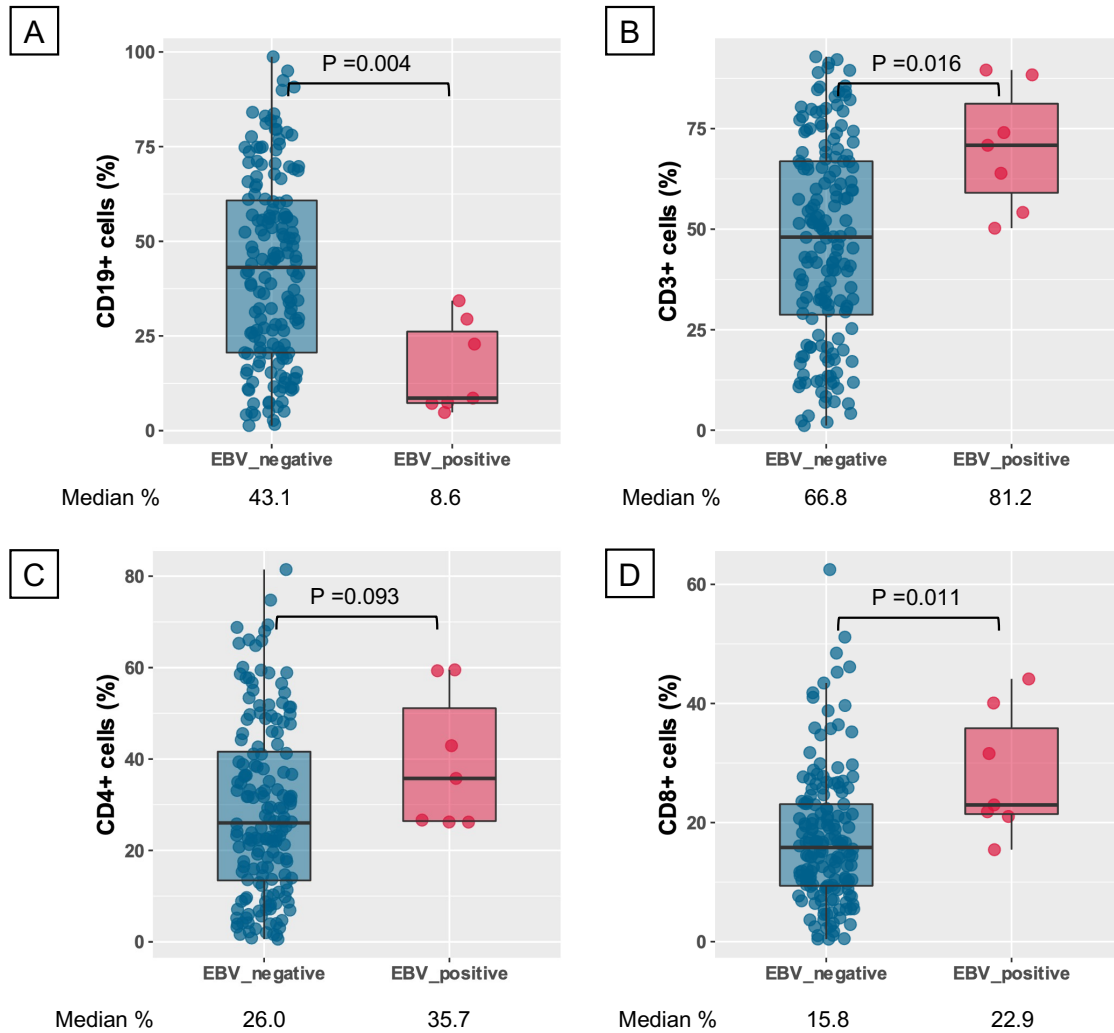 A
P =0.004
CD19+ cells (%)
100
75
50
25
0
EBV_negative EBV_positive
Median % 43.1 8.6
B
P =0.016
CD3+ cells (%)
75
50
25
0
EBV_negative EBV_positive
Median % 66.8 81.2
C
P =0.093
CD4+ cells (%)
80
60
40
20
0
EBV_negative EBV_positive
Median % 26.0 35.7
D
P =0.011
CD8+ cells (%)
60
40
20
0
EBV_negative EBV_positive
Median % 15.8 22.9